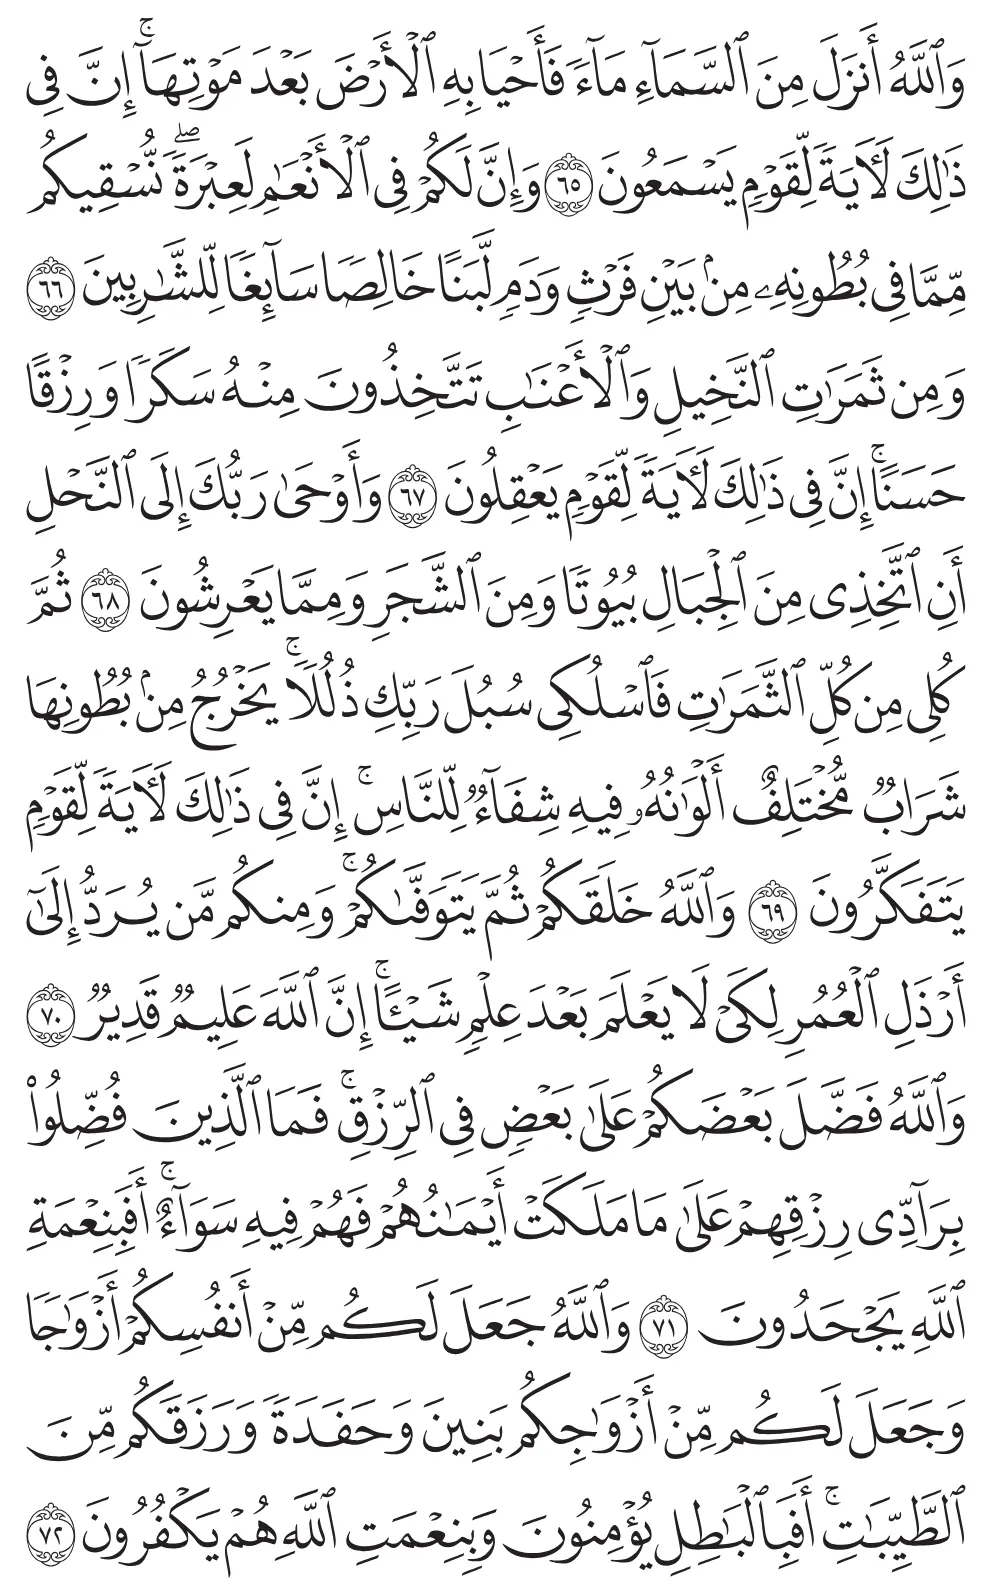 وَٱللَّهُ أَنزَلَ مِنَ ٱلسَّمَآءِ مَآءً فَأَحْيَا بِهِ ٱلْأَرْضَ بَعْدَ مَوْتِهَآۚ إِنَّ فِى
ذَٰلِكَ لَـَٔايَةً لِّقَوْمٍ يَسْمَعُونَ ٦٥ وَإِنَّ لَكُمْ فِى ٱلْأَنْعَٰمِ لَعِبْرَةًۖ نُّسْقِيكُم
مِّمَّا فِى بُطُونِهِۦ مِنۢ بَيْنِ فَرْثٍ وَدَمٍ لَّبَنًا خَالِصًا سَآئِغًا لِّلشَّٰرِبِينَ ٦٦
وَمِن ثَمَرَٰتِ ٱلنَّخِيلِ وَٱلْأَعْنَٰبِ تَتَّخِذُونَ مِنْهُ سَكَرًا وَرِزْقًا
حَسَنًاۚ إِنَّ فِى ذَٰلِكَ لَـَٔايَةً لِّقَوْمٍ يَعْقِلُونَ ٦٧ وَأَوْحَىٰ رَبُّكَ إِلَى ٱلنَّحْلِ
أَنِ ٱتَّخِذِى مِنَ ٱلْجِبَالِ بُيُوتًا وَمِنَ ٱلشَّجَرِ وَمِمَّا يَعْرِشُونَ ٦٨ ثُمَّ
كُلِى مِن كُلِّ ٱلثَّمَرَٰتِ فَٱسْلُكِى سُبُلَ رَبِّكِ ذُلُلًاۚ يَخْرُجُ مِنۢ بُطُونِهَا
شَرَابٌ مُّخْتَلِفٌ أَلْوَٰنُهُۥ فِيهِ شِفَآءٌ لِّلنَّاسِۚ إِنَّ فِى ذَٰلِكَ لَـَٔايَةً لِّقَوْمٍ
يَتَفَكَّرُونَ ٦٩ وَٱللَّهُ خَلَقَكُمْ ثُمَّ يَتَوَفَّىٰكُمْۚ وَمِنكُم مَّن يُرَدُّ إِلَىٰٓ
أَرْذَلِ ٱلْعُمُرِ لِكَىْ لَا يَعْلَمَ بَعْدَ عِلْمٍ شَيْـًٔاۚ إِنَّ ٱللَّهَ عَلِيمٌ قَدِيرٌ ٧٠
وَٱللَّهُ فَضَّلَ بَعْضَكُمْ عَلَىٰ بَعْضٍ فِى ٱلرِّزْقِۚ فَمَا ٱلَّذِينَ فُضِّلُوا۟
بِرَآدِّى رِزْقِهِمْ عَلَىٰ مَا مَلَكَتْ أَيْمَٰنُهُمْ فَهُمْ فِيهِ سَوَآءٌۚ أَفَبِنِعْمَةِ
ٱللَّهِ يَجْحَدُونَ ٧١ وَٱللَّهُ جَعَلَ لَكُم مِّنْ أَنفُسِكُمْ أَزْوَٰجًا
وَجَعَلَ لَكُم مِّنْ أَزْوَٰجِكُم بَنِينَ وَحَفَدَةً وَرَزَقَكُم مِّنَ
ٱلطَّيِّبَٰتِۚ أَفَبِٱلْبَٰطِلِ يُؤْمِنُونَ وَبِنِعْمَتِ ٱللَّهِ هُمْ يَكْفُرُونَ ٧٢